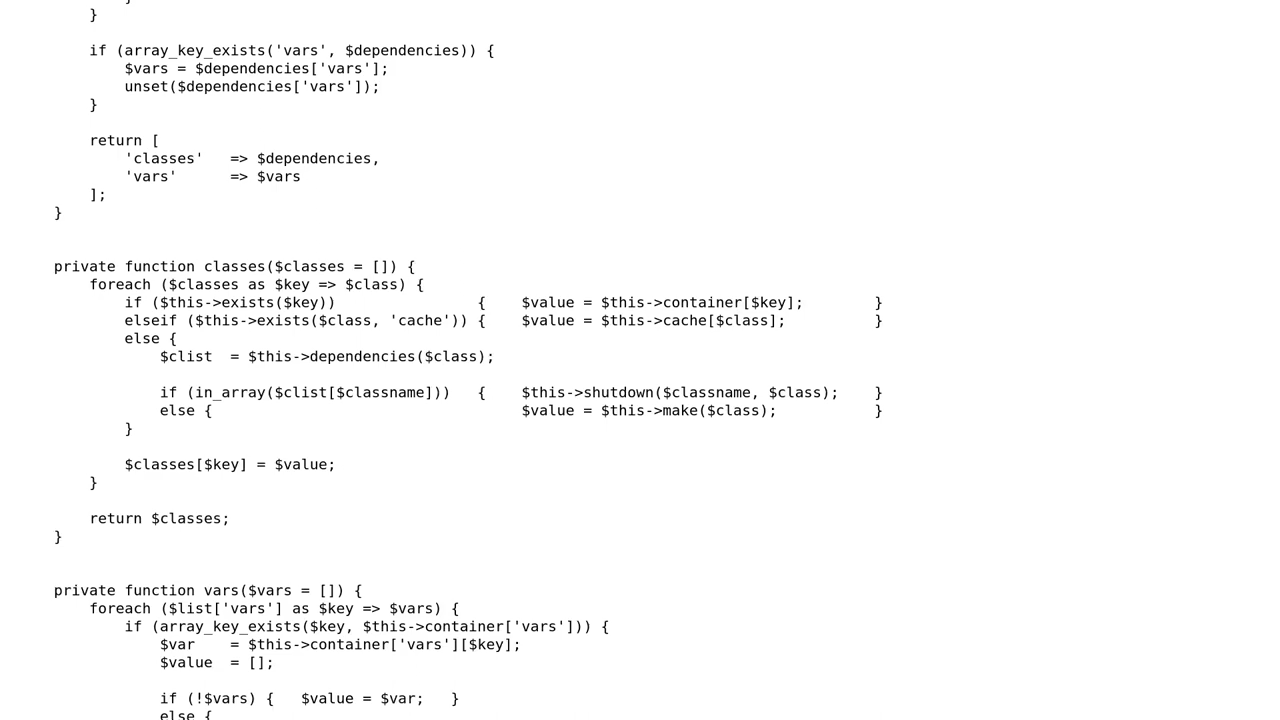 }
if (array_key_exists('vars', $dependencies)) {
$vars = $dependencies['vars'];
unset($dependencies['vars']);
}
return [
'classes'   => $dependencies,
'vars'      => $vars
];
}
private function classes($classes = []) {
foreach ($classes as $key => $class) {
if ($this->exists($key))                {    $value = $this->container[$key];        }
elseif ($this->exists($class, 'cache')) {    $value = $this->cache[$class];          }
else {
$clist  = $this->dependencies($class);
if (in_array($clist[$classname]))   {    $this->shutdown($classname, $class);    }
else {                                   $value = $this->make($class);           }
}
$classes[$key] = $value;
}
return $classes;
}
private function vars($vars = []) {
foreach ($list['vars'] as $key => $vars) {
if (array_key_exists($key, $this->container['vars'])) {
$var    = $this->container['vars'][$key];
$value  = [];
if (!$vars) {   $value = $var;   }
else {